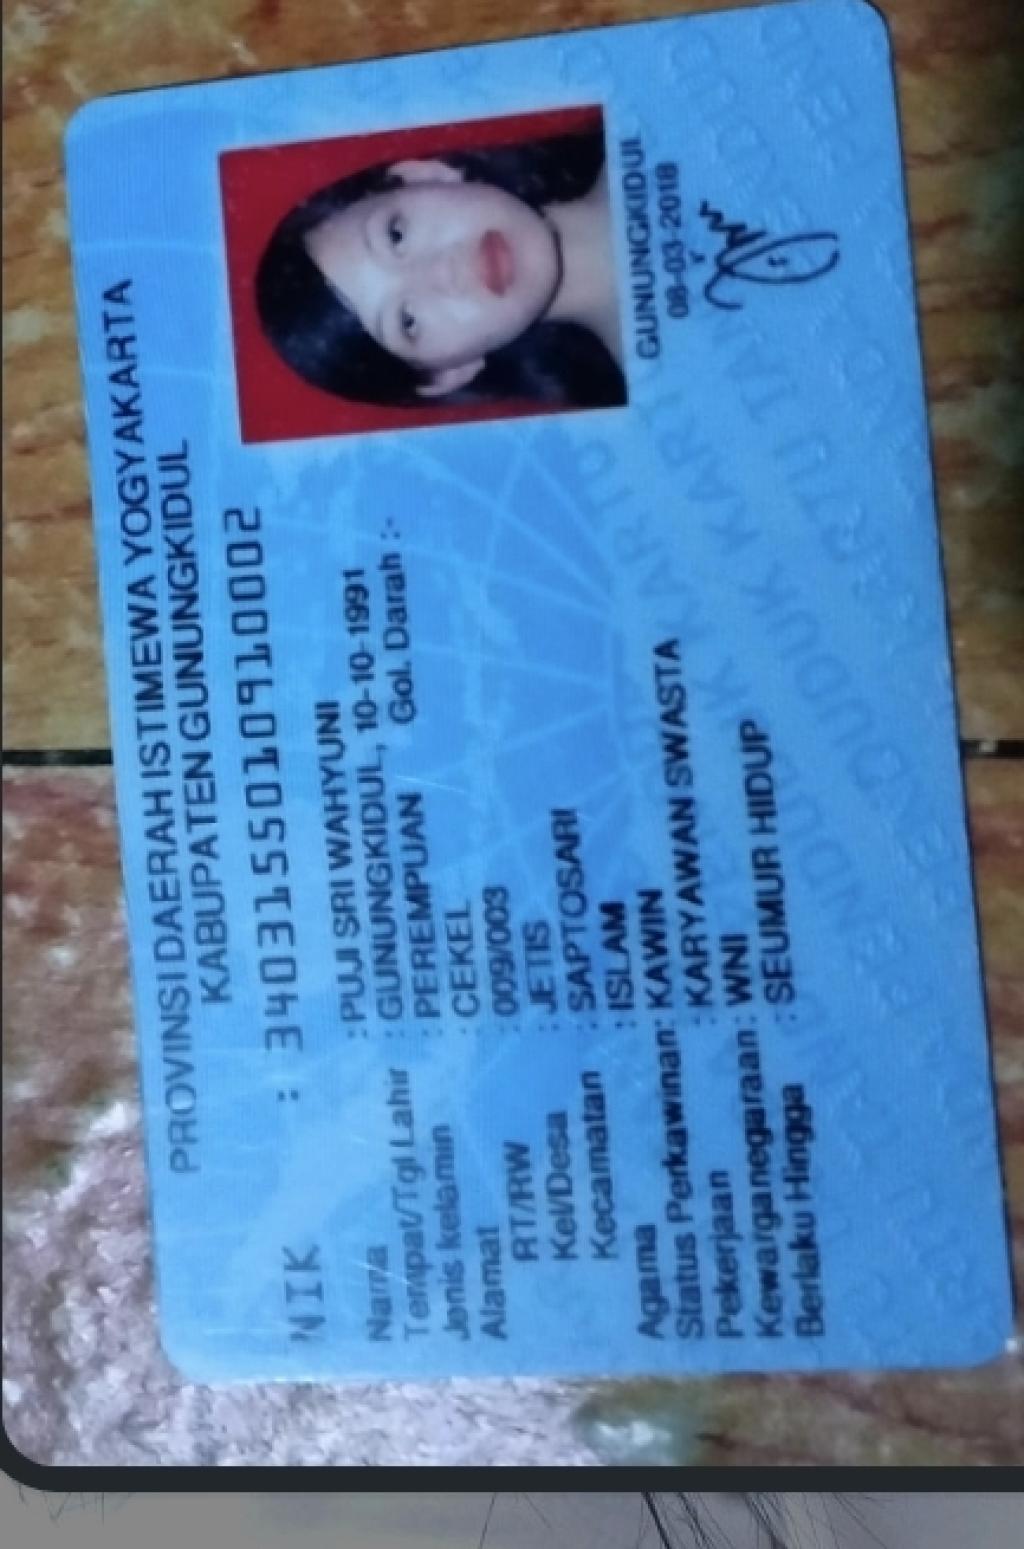 PROVINSI DAERAH ISTIMEWA YOGYAKARTA
KABUPATEN GUNUNGKIDUL
NIK : 3403155010910002
Nama : PUJI SRI WAHYUNI
Tempat/Tgl Lahir : GUNUNGKIDUL, 10-10-1991
Jenis kelamin : PEREMPUAN Gol. Darah :-
Alamat : CEKEL
RT/RW : 009/003
Kel/Desa : JETIS
Kecamatan : SAPTOSARI
Agama : ISLAM
Status Perkawinan: KAWIN
Pekerjaan : KARYAWAN SWASTA
Kewarganegaraan: WNI
Berlaku Hingga : SEUMUR HIDUP
GUNUNGKIDUL
08-03-2018